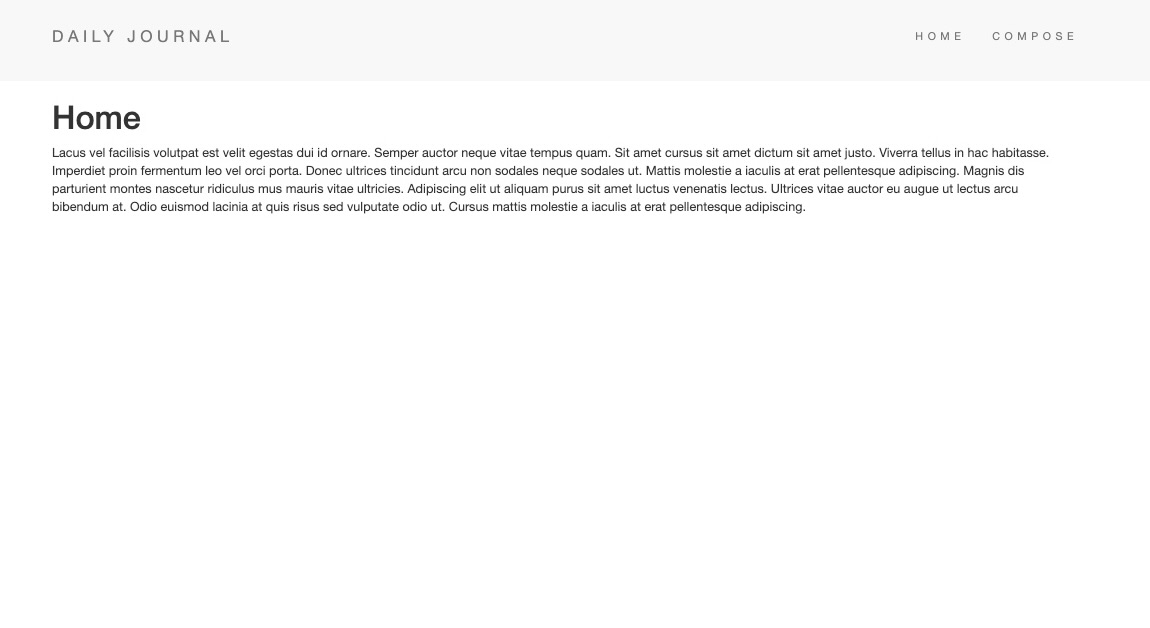 DAILY JOURNAL
HOME COMPOSE
Home
Lacus vel facilisis volutpat est velit egestas dui id ornare. Semper auctor neque vitae tempus quam. Sit amet cursus sit amet dictum sit amet justo. Viverra tellus in hac habitasse.
Imperdiet proin fermentum leo vel orci porta. Donec ultrices tincidunt arcu non sodales neque sodales ut. Mattis molestie a iaculis at erat pellentesque adipiscing. Magnis dis
parturient montes nascetur ridiculus mus mauris vitae ultricies. Adipiscing elit ut aliquam purus sit amet luctus venenatis lectus. Ultrices vitae auctor eu augue ut lectus arcu
bibendum at. Odio euismod lacinia at quis risus sed vulputate odio ut. Cursus mattis molestie a iaculis at erat pellentesque adipiscing.